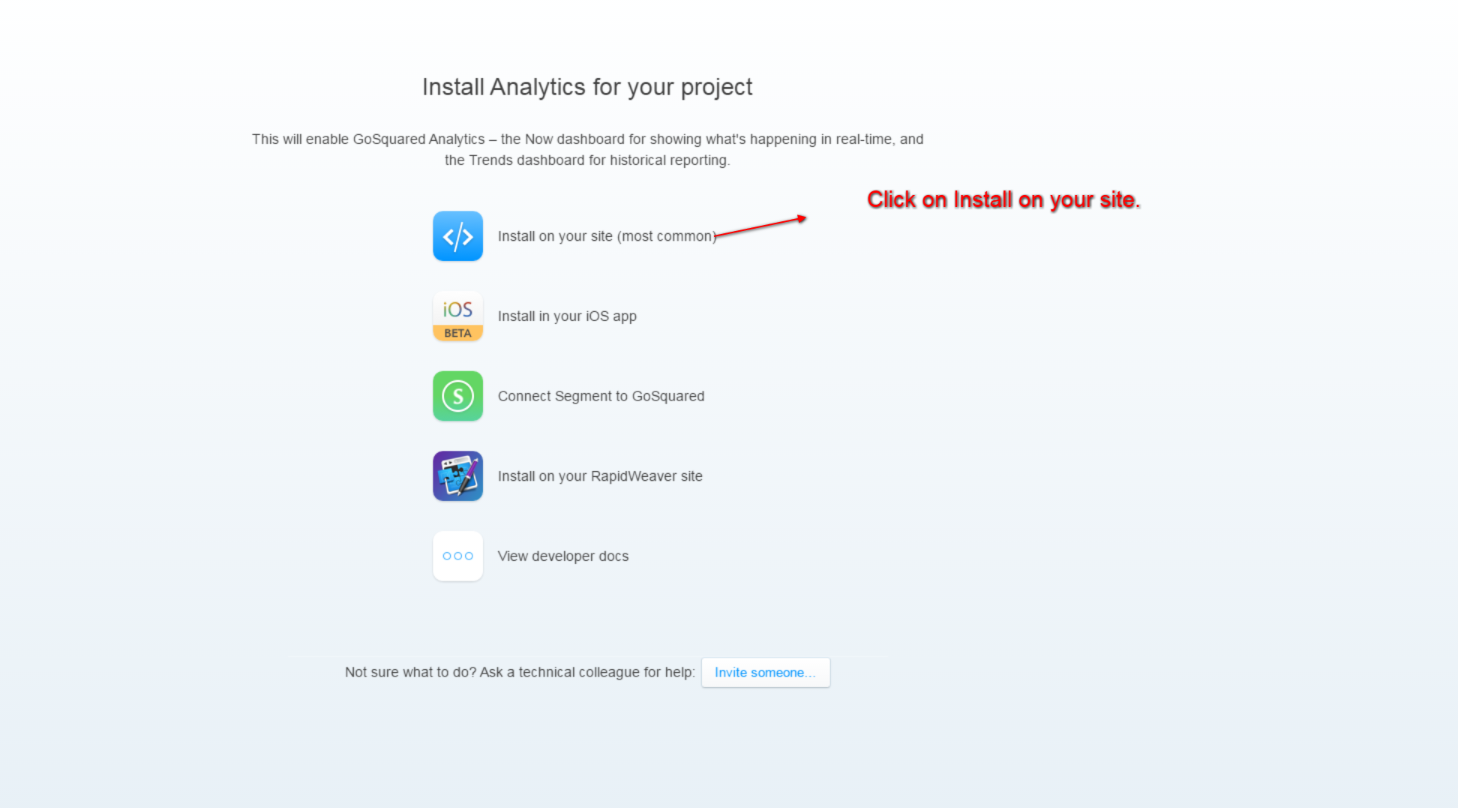 Install Analytics for your project
This will enable GoSquared Analytics – the Now dashboard for showing what's happening in real-time, and
the Trends dashboard for historical reporting.
Click on Install on your site.
</> Install on your site (most common)
iOS
BETA
Install in your iOS app
S
Connect Segment to GoSquared
Install on your RapidWeaver site
View developer docs
Not sure what to do? Ask a technical colleague for help: Invite someone...